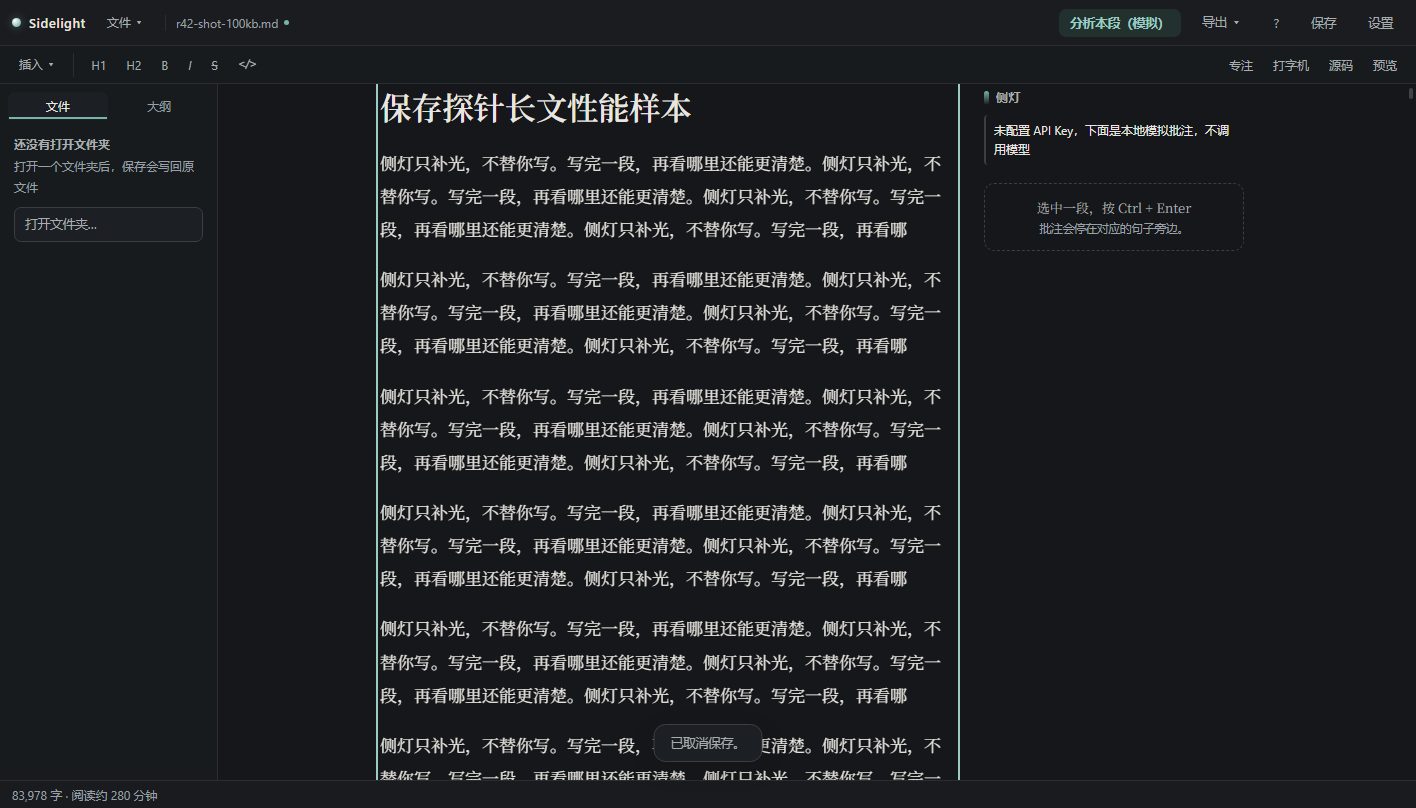 Sidelight 文件 r42-shot-100kb.md 分析本段（模拟） 导出 ? 保存 设置
插入 H1 H2 B I S </> 专注 打字机 源码 预览
文件 大纲
还没有打开文件夹
打开一个文件夹后，保存会写回原
文件
打开文件夹...
保存探针长文性能样本
侧灯只补光，不替你写。写完一段，再看哪里还能更清楚。侧灯只补光，不
替你写。写完一段，再看哪里还能更清楚。侧灯只补光，不替你写。写完一
段，再看哪里还能更清楚。侧灯只补光，不替你写。写完一段，再看哪
侧灯只补光，不替你写。写完一段，再看哪里还能更清楚。侧灯只补光，不
替你写。写完一段，再看哪里还能更清楚。侧灯只补光，不替你写。写完一
段，再看哪里还能更清楚。侧灯只补光，不替你写。写完一段，再看哪
侧灯只补光，不替你写。写完一段，再看哪里还能更清楚。侧灯只补光，不
替你写。写完一段，再看哪里还能更清楚。侧灯只补光，不替你写。写完一
段，再看哪里还能更清楚。侧灯只补光，不替你写。写完一段，再看哪
侧灯只补光，不替你写。写完一段，再看哪里还能更清楚。侧灯只补光，不
替你写。写完一段，再看哪里还能更清楚。侧灯只补光，不替你写。写完一
段，再看哪里还能更清楚。侧灯只补光，不替你写。写完一段，再看哪
侧灯只补光，不替你写。写完一段，再看哪里还能更清楚。侧灯只补光，不
替你写。写完一段，再看哪里还能更清楚。侧灯只补光，不替你写。写完一
段，再看哪里还能更清楚。侧灯只补光，不替你写。写完一段，再看哪
侧灯只补光，不替你写。写完一段， 更清楚。侧灯只补光，不
替你写。写完一段，再看哪里还能更清楚。侧灯只补光，不替你写。写完一
已取消保存。
侧灯
未配置 API Key，下面是本地模拟批注，不调
用模型
选中一段，按 Ctrl + Enter
批注会停在对应的句子旁边。
83,978 字 · 阅读约 280 分钟